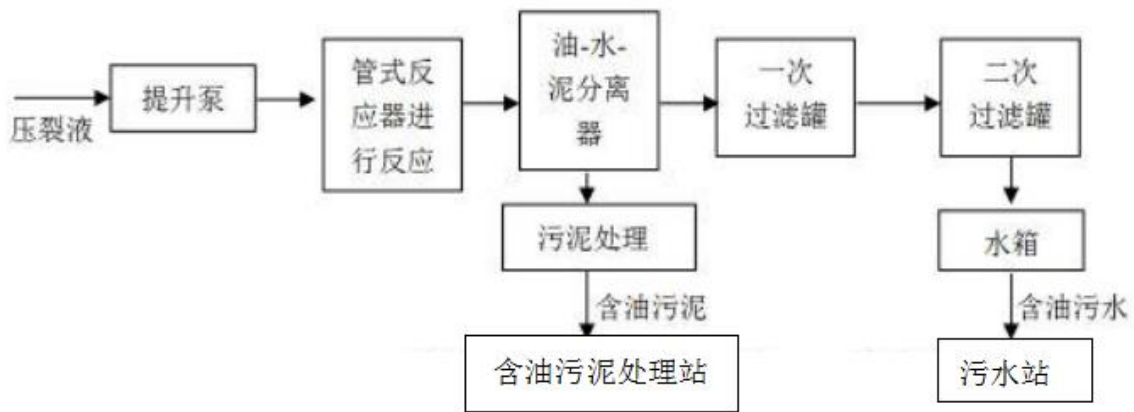 压裂液
提升泵
管式反
应器进
行反应
油-水-
泥分离
器
一次
过滤罐
二次
过滤罐
污泥处理
水箱
含油污泥
含油污水
含油污泥处理站
污水站